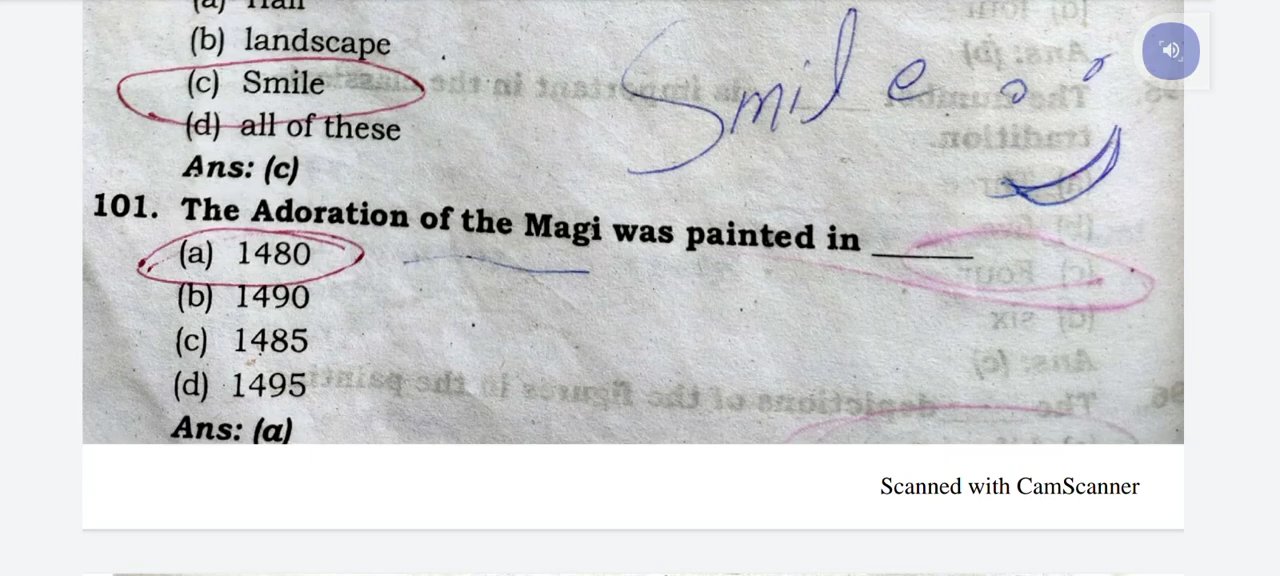 (b) landscape
(c) Smile
(d) all of these
Ans: (c)
Smile
101. The Adoration of the Magi was painted in ______
(a) 1480
(b) 1490
(c) 1485
(d) 1495
Ans: (a)
Scanned with CamScanner